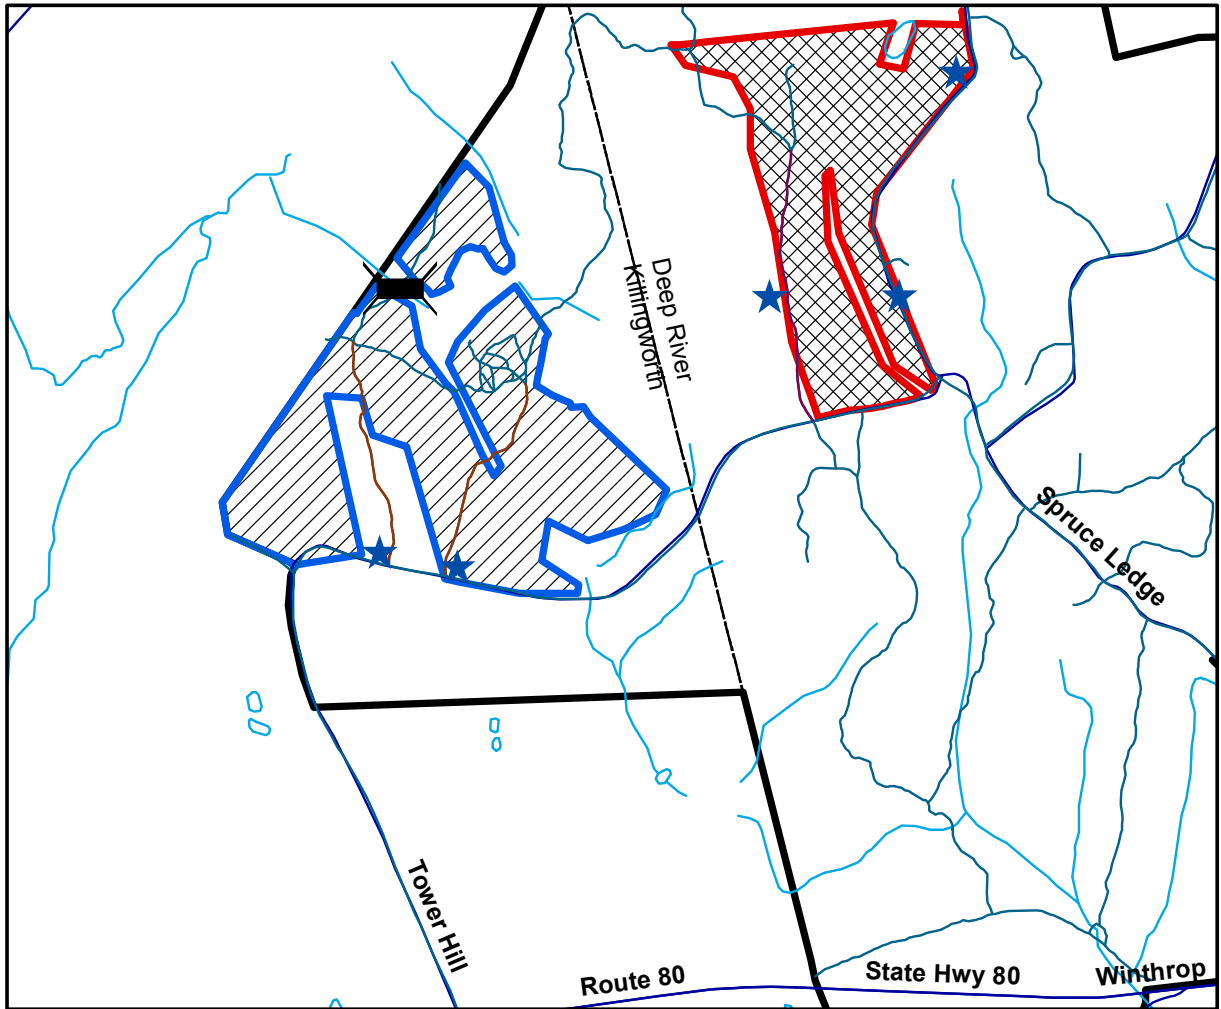 Deep River
Killingworth
Spruce Ledge
Tower Hill
Route 80
State Hwy 80
Winthrop